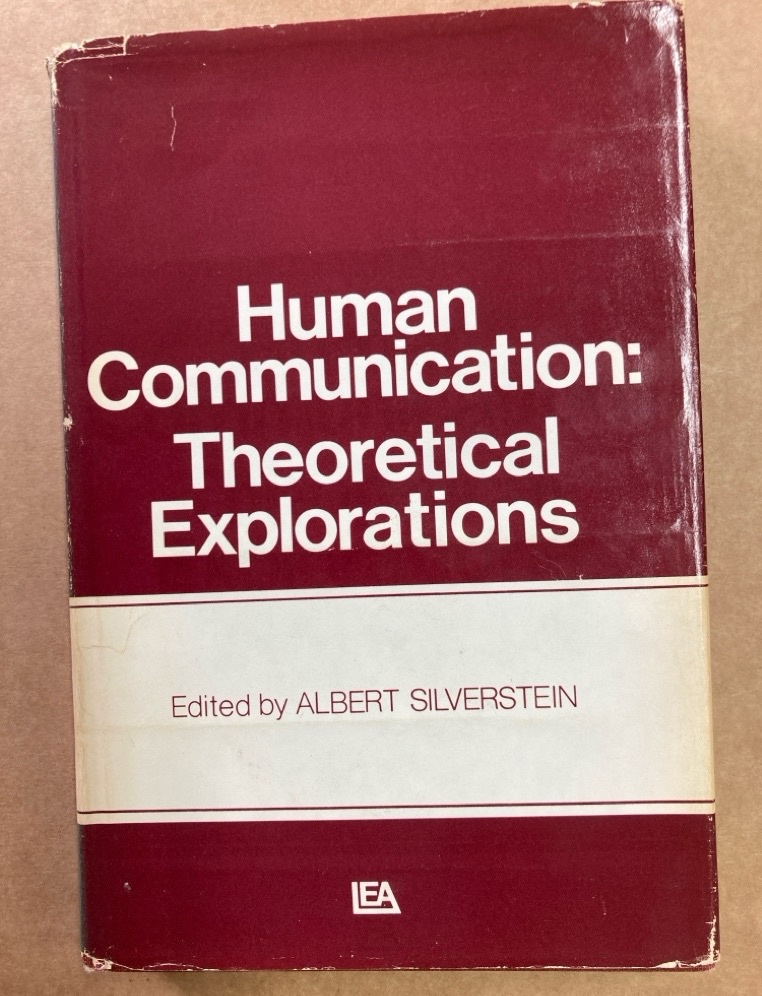 Human
Communication:
Theoretical
Explorations
Edited by ALBERT SILVERSTEIN
LEA